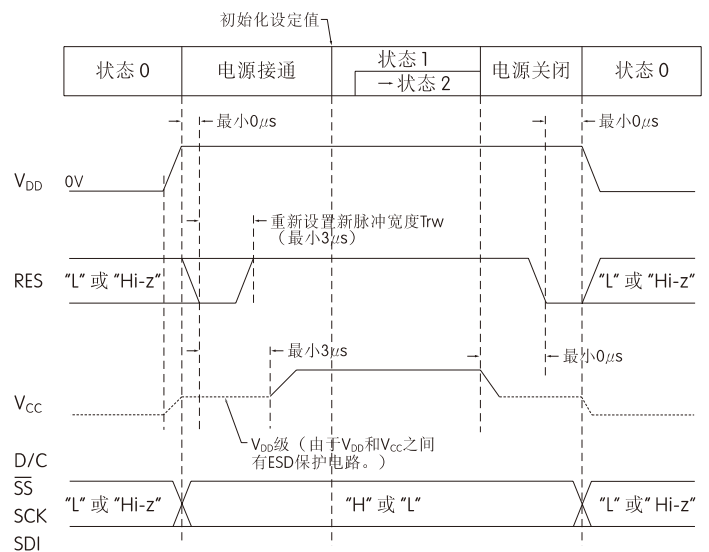 初始化设定值
状态 0
电源接通
状态 1
→状态 2
电源关闭
状态 0
最小0μs
最小0μs
VDD
0V
重新设置新脉冲宽度Trw
（最小3μs）
RES
"L" 或 "Hi-z"
"L" 或 "Hi-z"
最小3μs
最小0μs
VCC
VDD级（由于VDD和VCC之间
有ESD保护电路。）
D/C
SS
SCK
SDI
"L" 或 "Hi-z"
"H" 或 "L"
"L" 或" Hi-z"